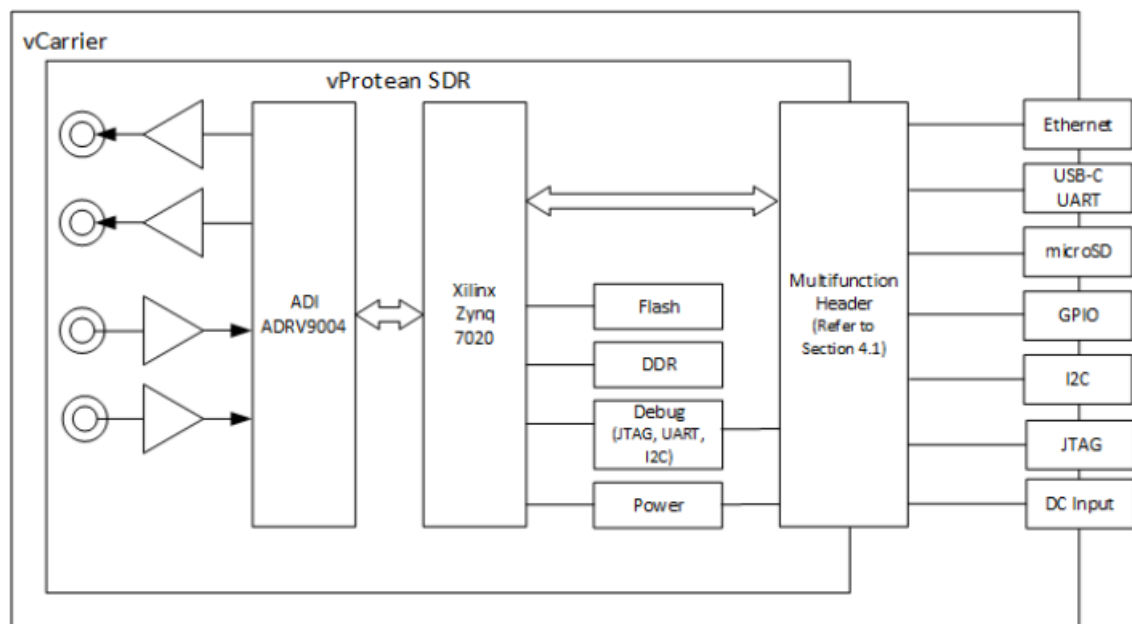 vCarrier
vProtean SDR
ADI
ADRV9004
Xilinx
Zynq
7020
Flash
DDR
Debug
(JTAG, UART,
I2C)
Power
Multifunction
Header
(Refer to
Section 4.1)
Ethernet
USB-C
UART
microSD
GPIO
I2C
JTAG
DC Input